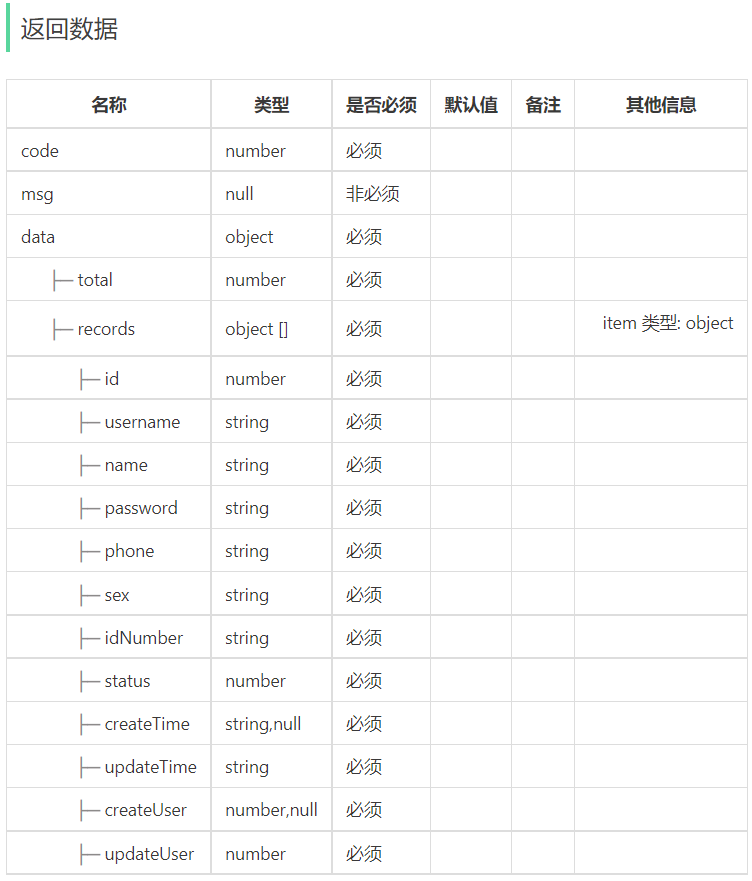 返回数据
名称 类型 是否必须 默认值 备注 其他信息
code number 必须
msg null 非必须
data object 必须
├─ total number 必须
├─ records object [] 必须 item 类型: object
├─ id number 必须
├─ username string 必须
├─ name string 必须
├─ password string 必须
├─ phone string 必须
├─ sex string 必须
├─ idNumber string 必须
├─ status number 必须
├─ createTime string,null 必须
├─ updateTime string 必须
├─ createUser number,null 必须
├─ updateUser number 必须